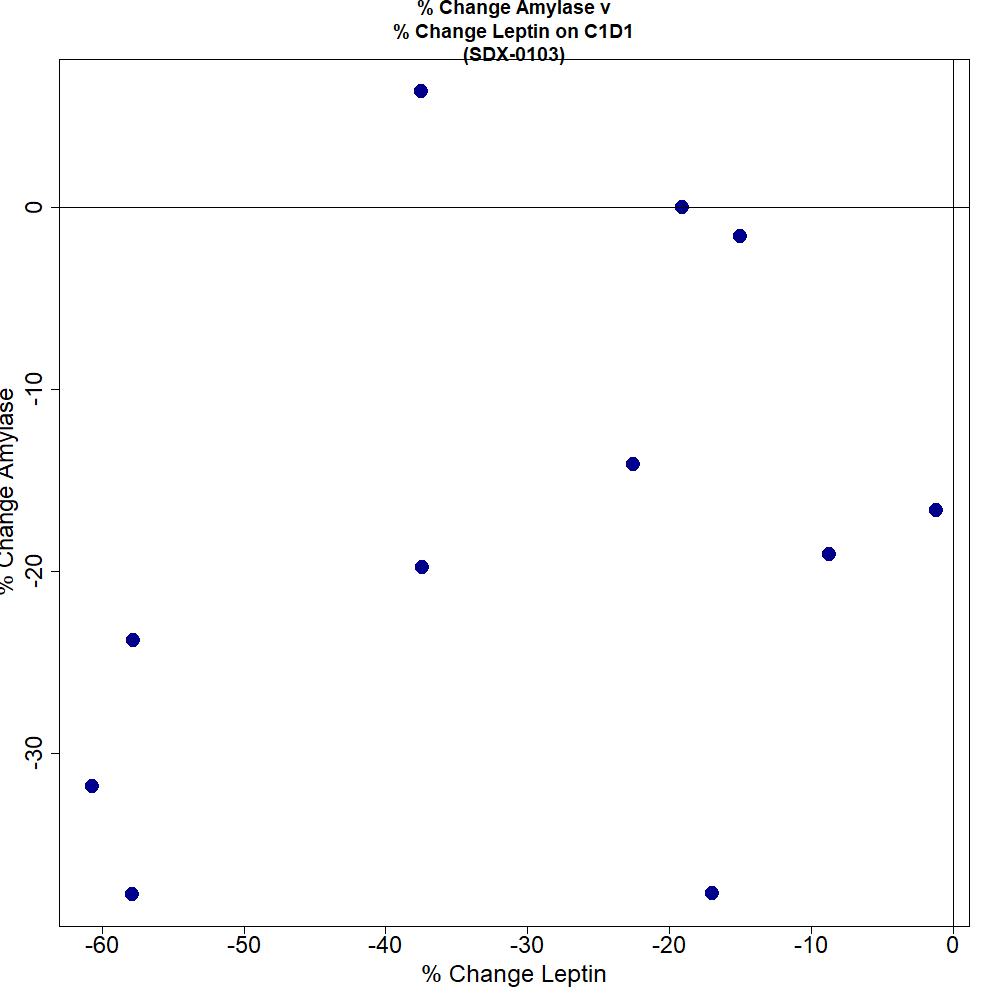 % Change Amylase v
% Change Leptin on C1D1
(SDX-0103)
0
-10
-20
-30
% Change Amylase
-60
-50
-40
-30
-20
-10
0
% Change Leptin